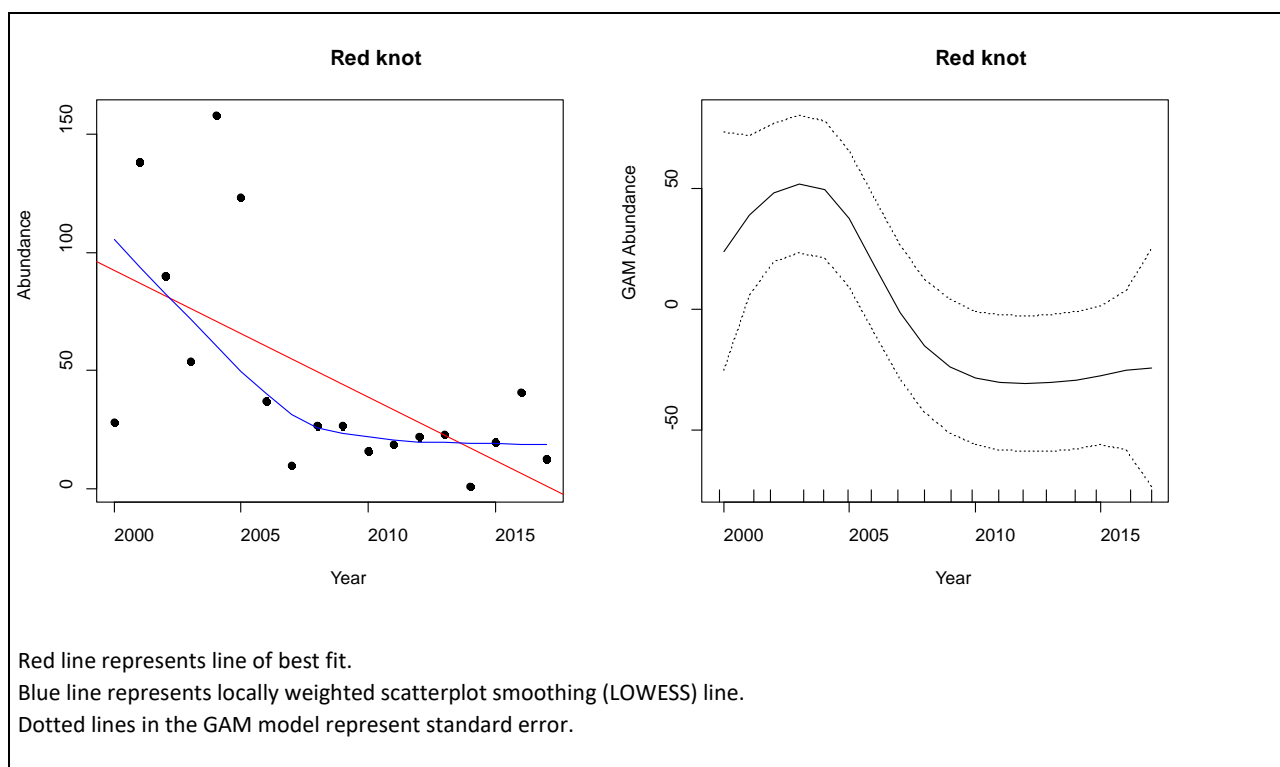 Red knot
150
100
50
0
Abundance
2000 2005 2010 2015
Year
Red knot
50
0
-50
GAM Abundance
2000 2005 2010 2015
Year
Red line represents line of best fit.
Blue line represents locally weighted scatterplot smoothing (LOWESS) line.
Dotted lines in the GAM model represent standard error.